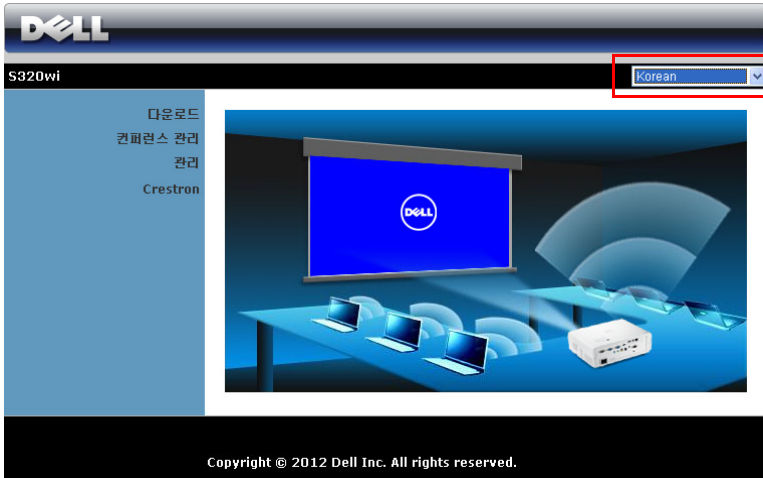 DELL
S320wi
Korean
다운로드
컨퍼런스 관리
관리
Crestron
DELL
Copyright © 2012 Dell Inc. All rights reserved.